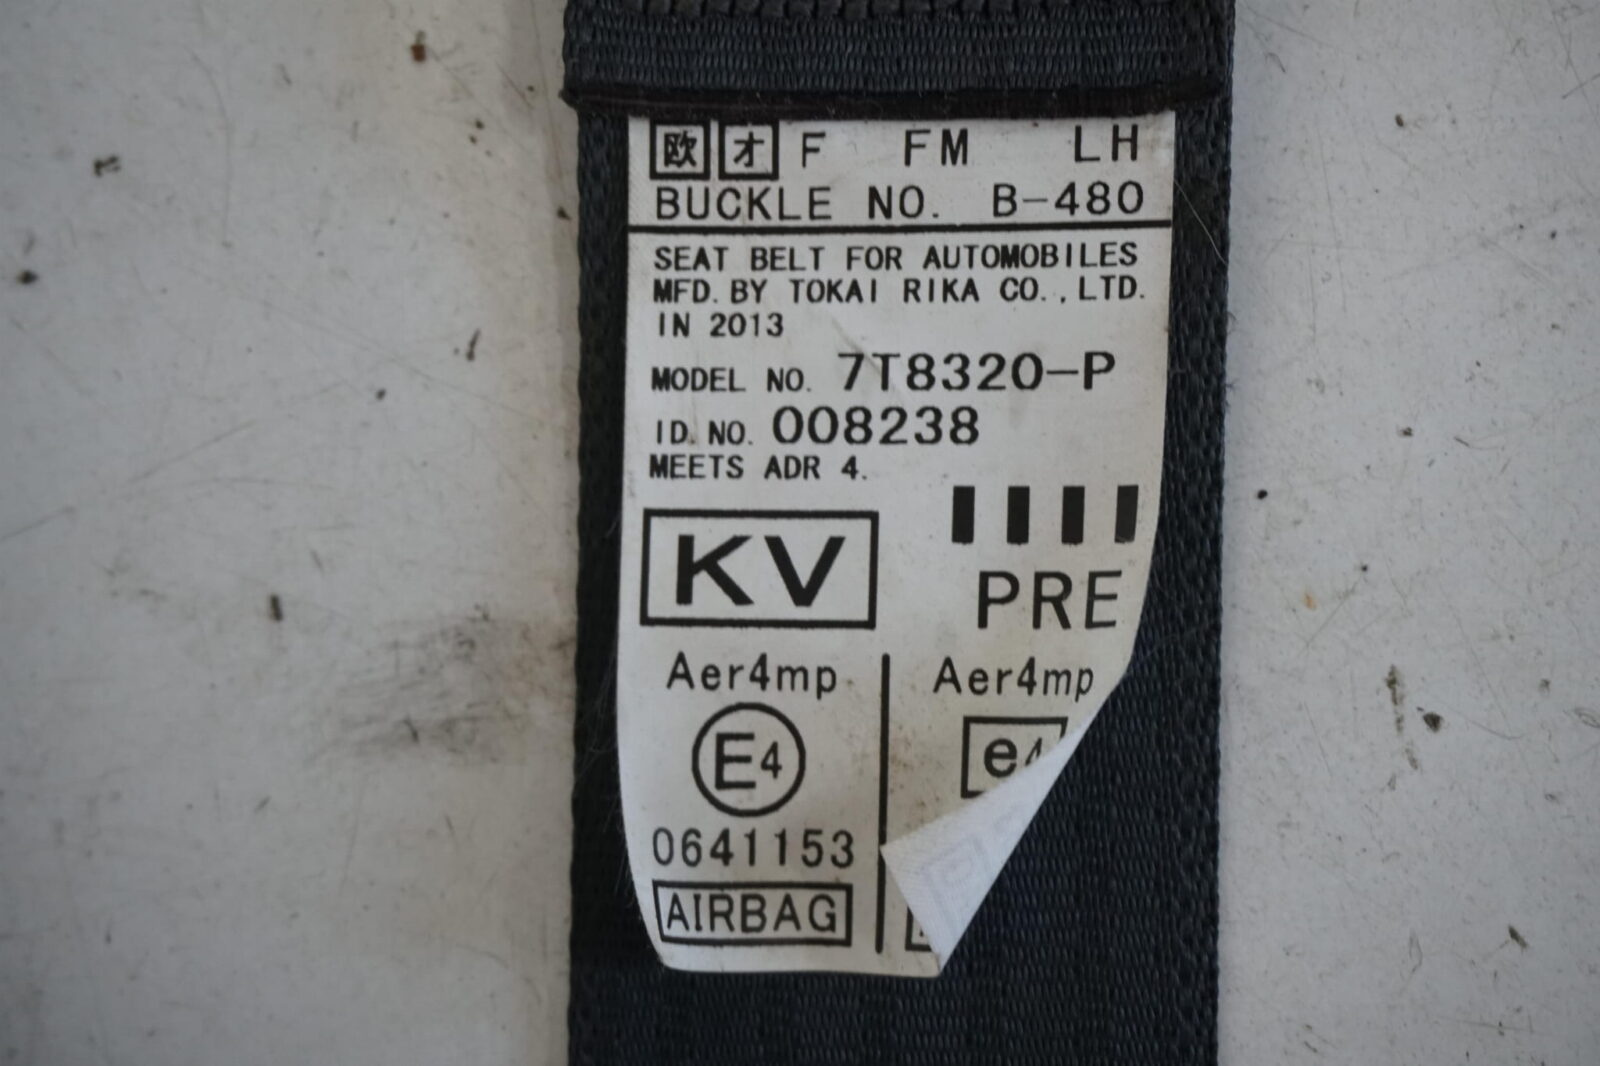 欧 オ F FM LH
BUCKLE NO. B-480
SEAT BELT FOR AUTOMOBILES
MFD. BY TOKAI RIKA CO., LTD.
IN 2013
MODEL NO. 7T8320-P
ID. NO. 008238
MEETS ADR 4.
KV
PRE
Aer4mp Aer4mp
E4 e4
0641153
AIRBAG